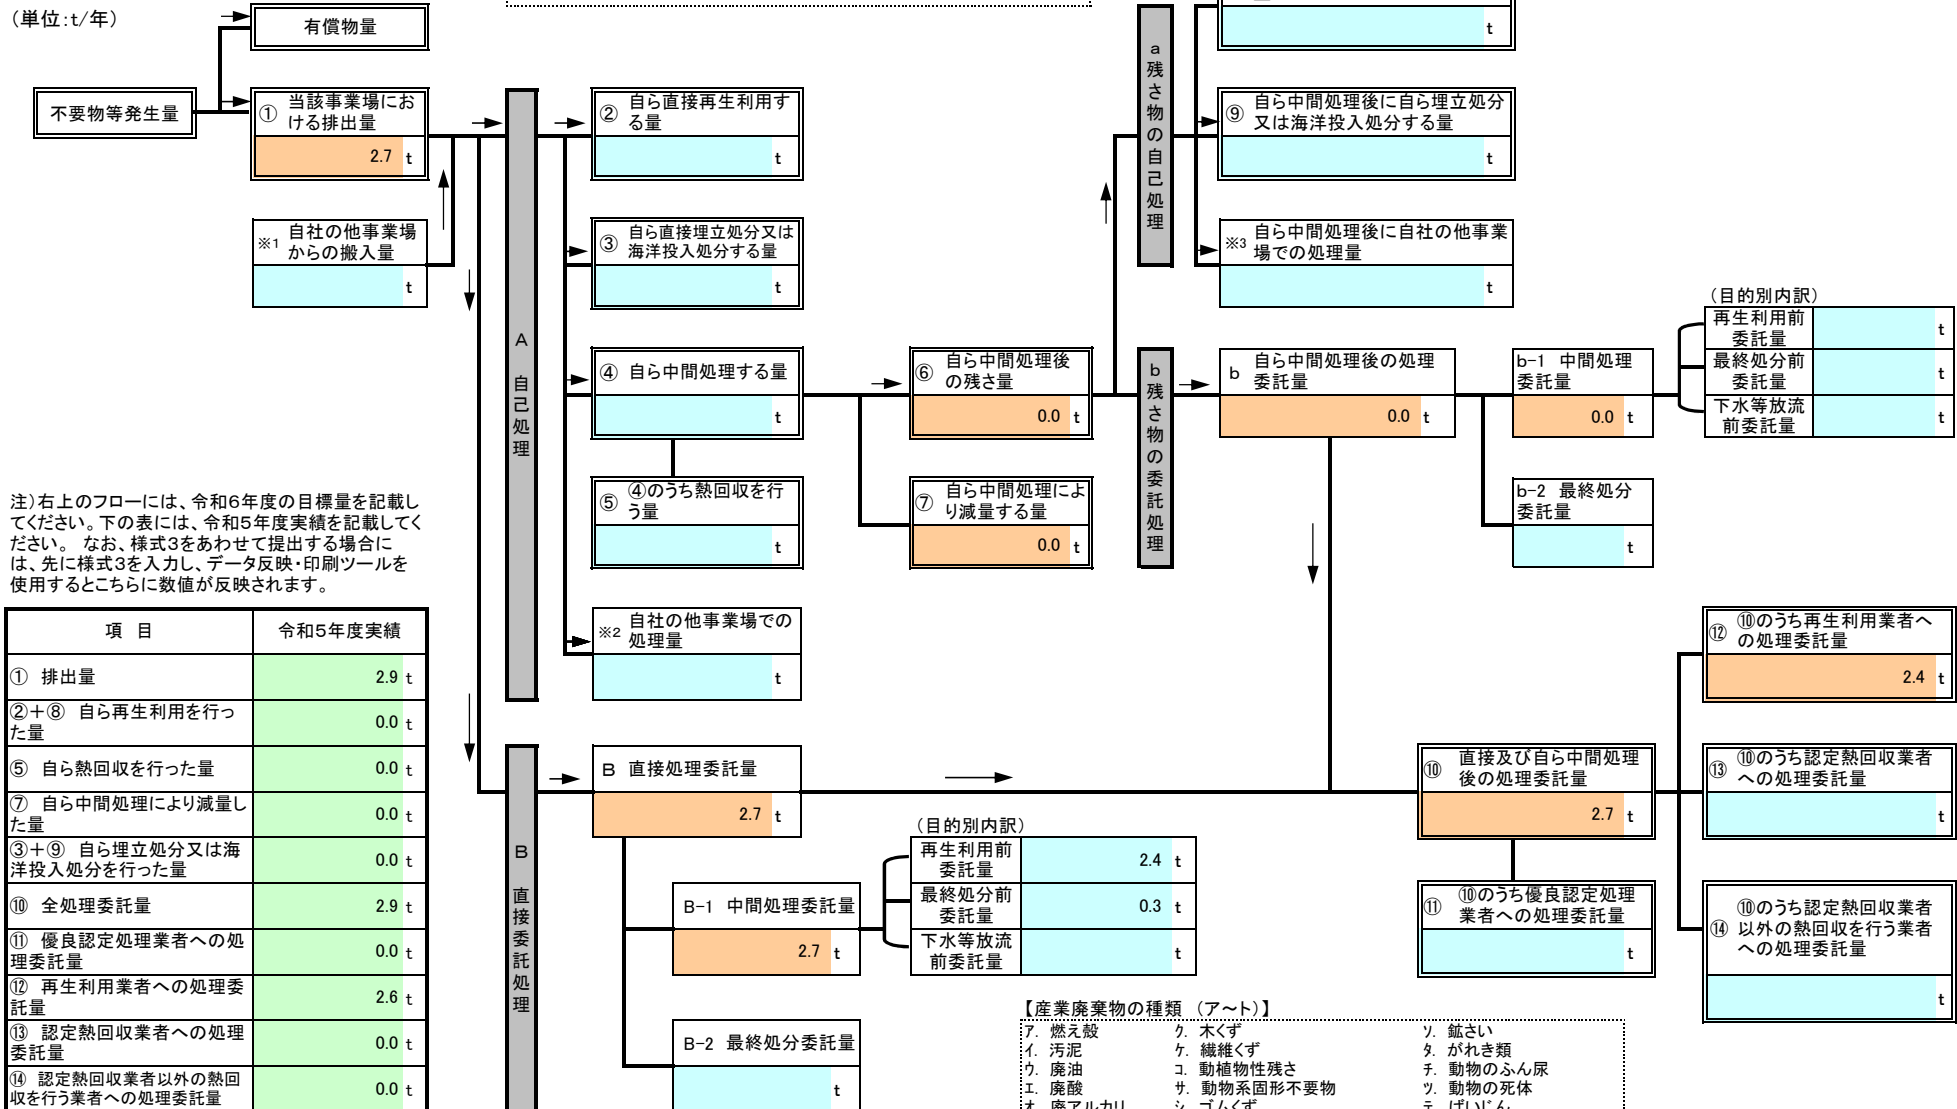 (単位:t/年)
有償物量
不要物等発生量
① 当該事業場にお
ける排出量
2.7 t
※1 自社の他事業場
からの搬入量
t
A 自己処理
② 自ら直接再生利用す
る量
t
③ 自ら直接埋立処分又は
海洋投入処分する量
t
④ 自ら中間処理する量
t
⑤ ④のうち熱回収を行
う量
t
※2 自社の他事業場での
処理量
t
⑥ 自ら中間処理後
の残さ量
0.0 t
⑦ 自ら中間処理によ
り減量する量
0.0 t
a 残さ物の自己処理
t
⑨ 自ら中間処理後に自ら埋立処分
又は海洋投入処分する量
t
※3 自ら中間処理後に自社の他事業
場での処理量
t
b 残さ物の委託処理
b 自ら中間処理後の処理
委託量
0.0 t
b-1 中間処理
委託量
0.0 t
(目的別内訳)
再生利用前
委託量
t
最終処分前
委託量
t
下水等放流
前委託量
t
b-2 最終処分
委託量
t
注)右上のフローには、令和6年度の目標量を記載し
てください。下の表には、令和5年度実績を記載してく
ださい。 なお、様式3をあわせて提出する場合に
は、先に様式3を入力し、データ反映・印刷ツールを
使用するとこちらに数値が反映されます。
項 目 令和5年度実績
① 排出量 2.9 t
②+⑧ 自ら再生利用を行っ
た量 0.0 t
⑤ 自ら熱回収を行った量 0.0 t
⑦ 自ら中間処理により減量し
た量 0.0 t
③+⑨ 自ら埋立処分又は海
洋投入処分を行った量 0.0 t
⑩ 全処理委託量 2.9 t
⑪ 優良認定処理業者への処
理委託量 0.0 t
⑫ 再生利用業者への処理委
託量 2.6 t
⑬ 認定熱回収業者への処理
委託量 0.0 t
⑭ 認定熱回収業者以外の熱回
収を行う業者への処理委託量 0.0 t
B 直接委託処理
B 直接処理委託量
2.7 t
B-1 中間処理委託量
2.7 t
(目的別内訳)
再生利用前
委託量
2.4 t
最終処分前
委託量
0.3 t
下水等放流
前委託量
t
B-2 最終処分委託量
t
⑩ 直接及び自ら中間処理
後の処理委託量
2.7 t
⑪ ⑩のうち優良認定処理
業者への処理委託量
t
⑫ ⑩のうち再生利用業者へ
の処理委託量
2.4 t
⑬ ⑩のうち認定熱回収業者
への処理委託量
t
⑭ ⑩のうち認定熱回収業者
以外の熱回収を行う業者
への処理委託量
t
【産業廃棄物の種類 (ア~ト)】
ア. 燃え殻 ク. 木くず ソ. 鉱さい
イ. 汚泥 ケ. 繊維くず タ. がれき類
ウ. 廃油 コ. 動植物性残さ チ. 動物のふん尿
エ. 廃酸 サ. 動物系固形不要物 ツ. 動物の死体
オ. 廃アルカリ シ. ゴムくず テ. ばいじん